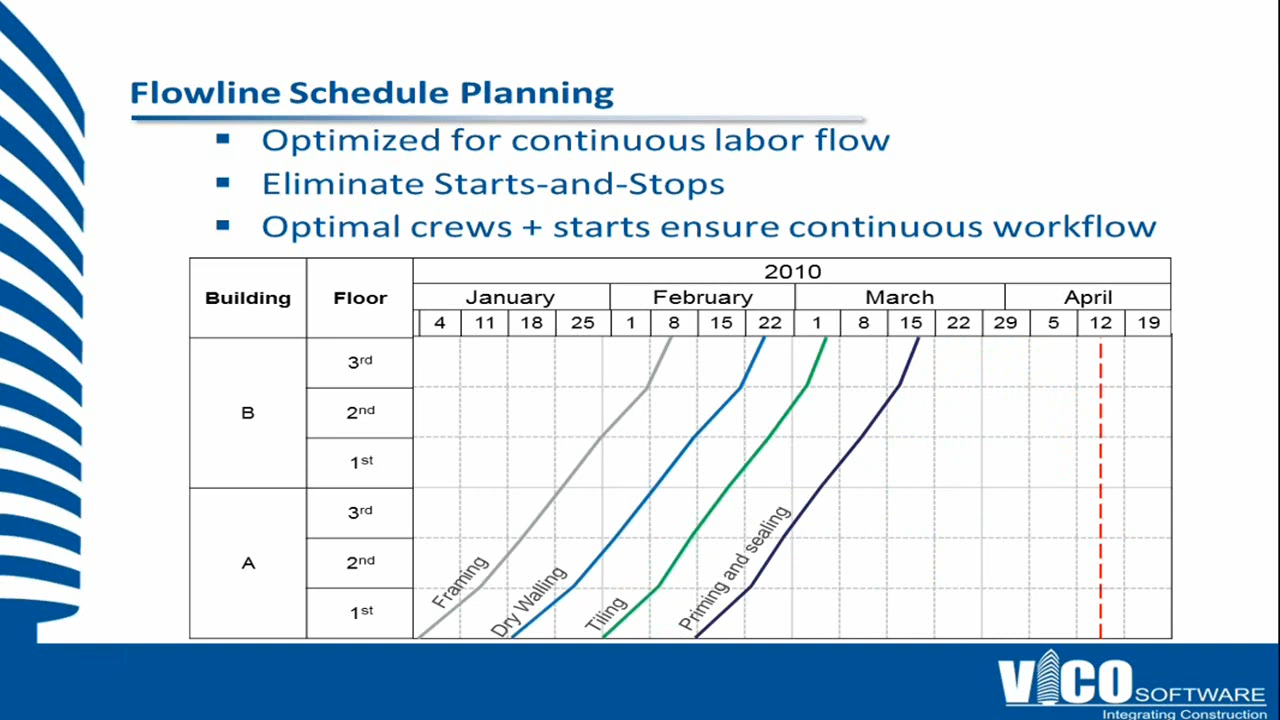 Flowline Schedule Planning
▪ Optimized for continuous labor flow
▪ Eliminate Starts-and-Stops
▪ Optimal crews + starts ensure continuous workflow
Building Floor 2010
January February March April
4 11 18 25 1 8 15 22 1 8 15 22 29 5 12 19
3rd
B 2nd
1st
3rd
A 2nd
1st
Framing
Dry Walling
Tiling
Priming and sealing
VICO SOFTWARE
Integrating Construction